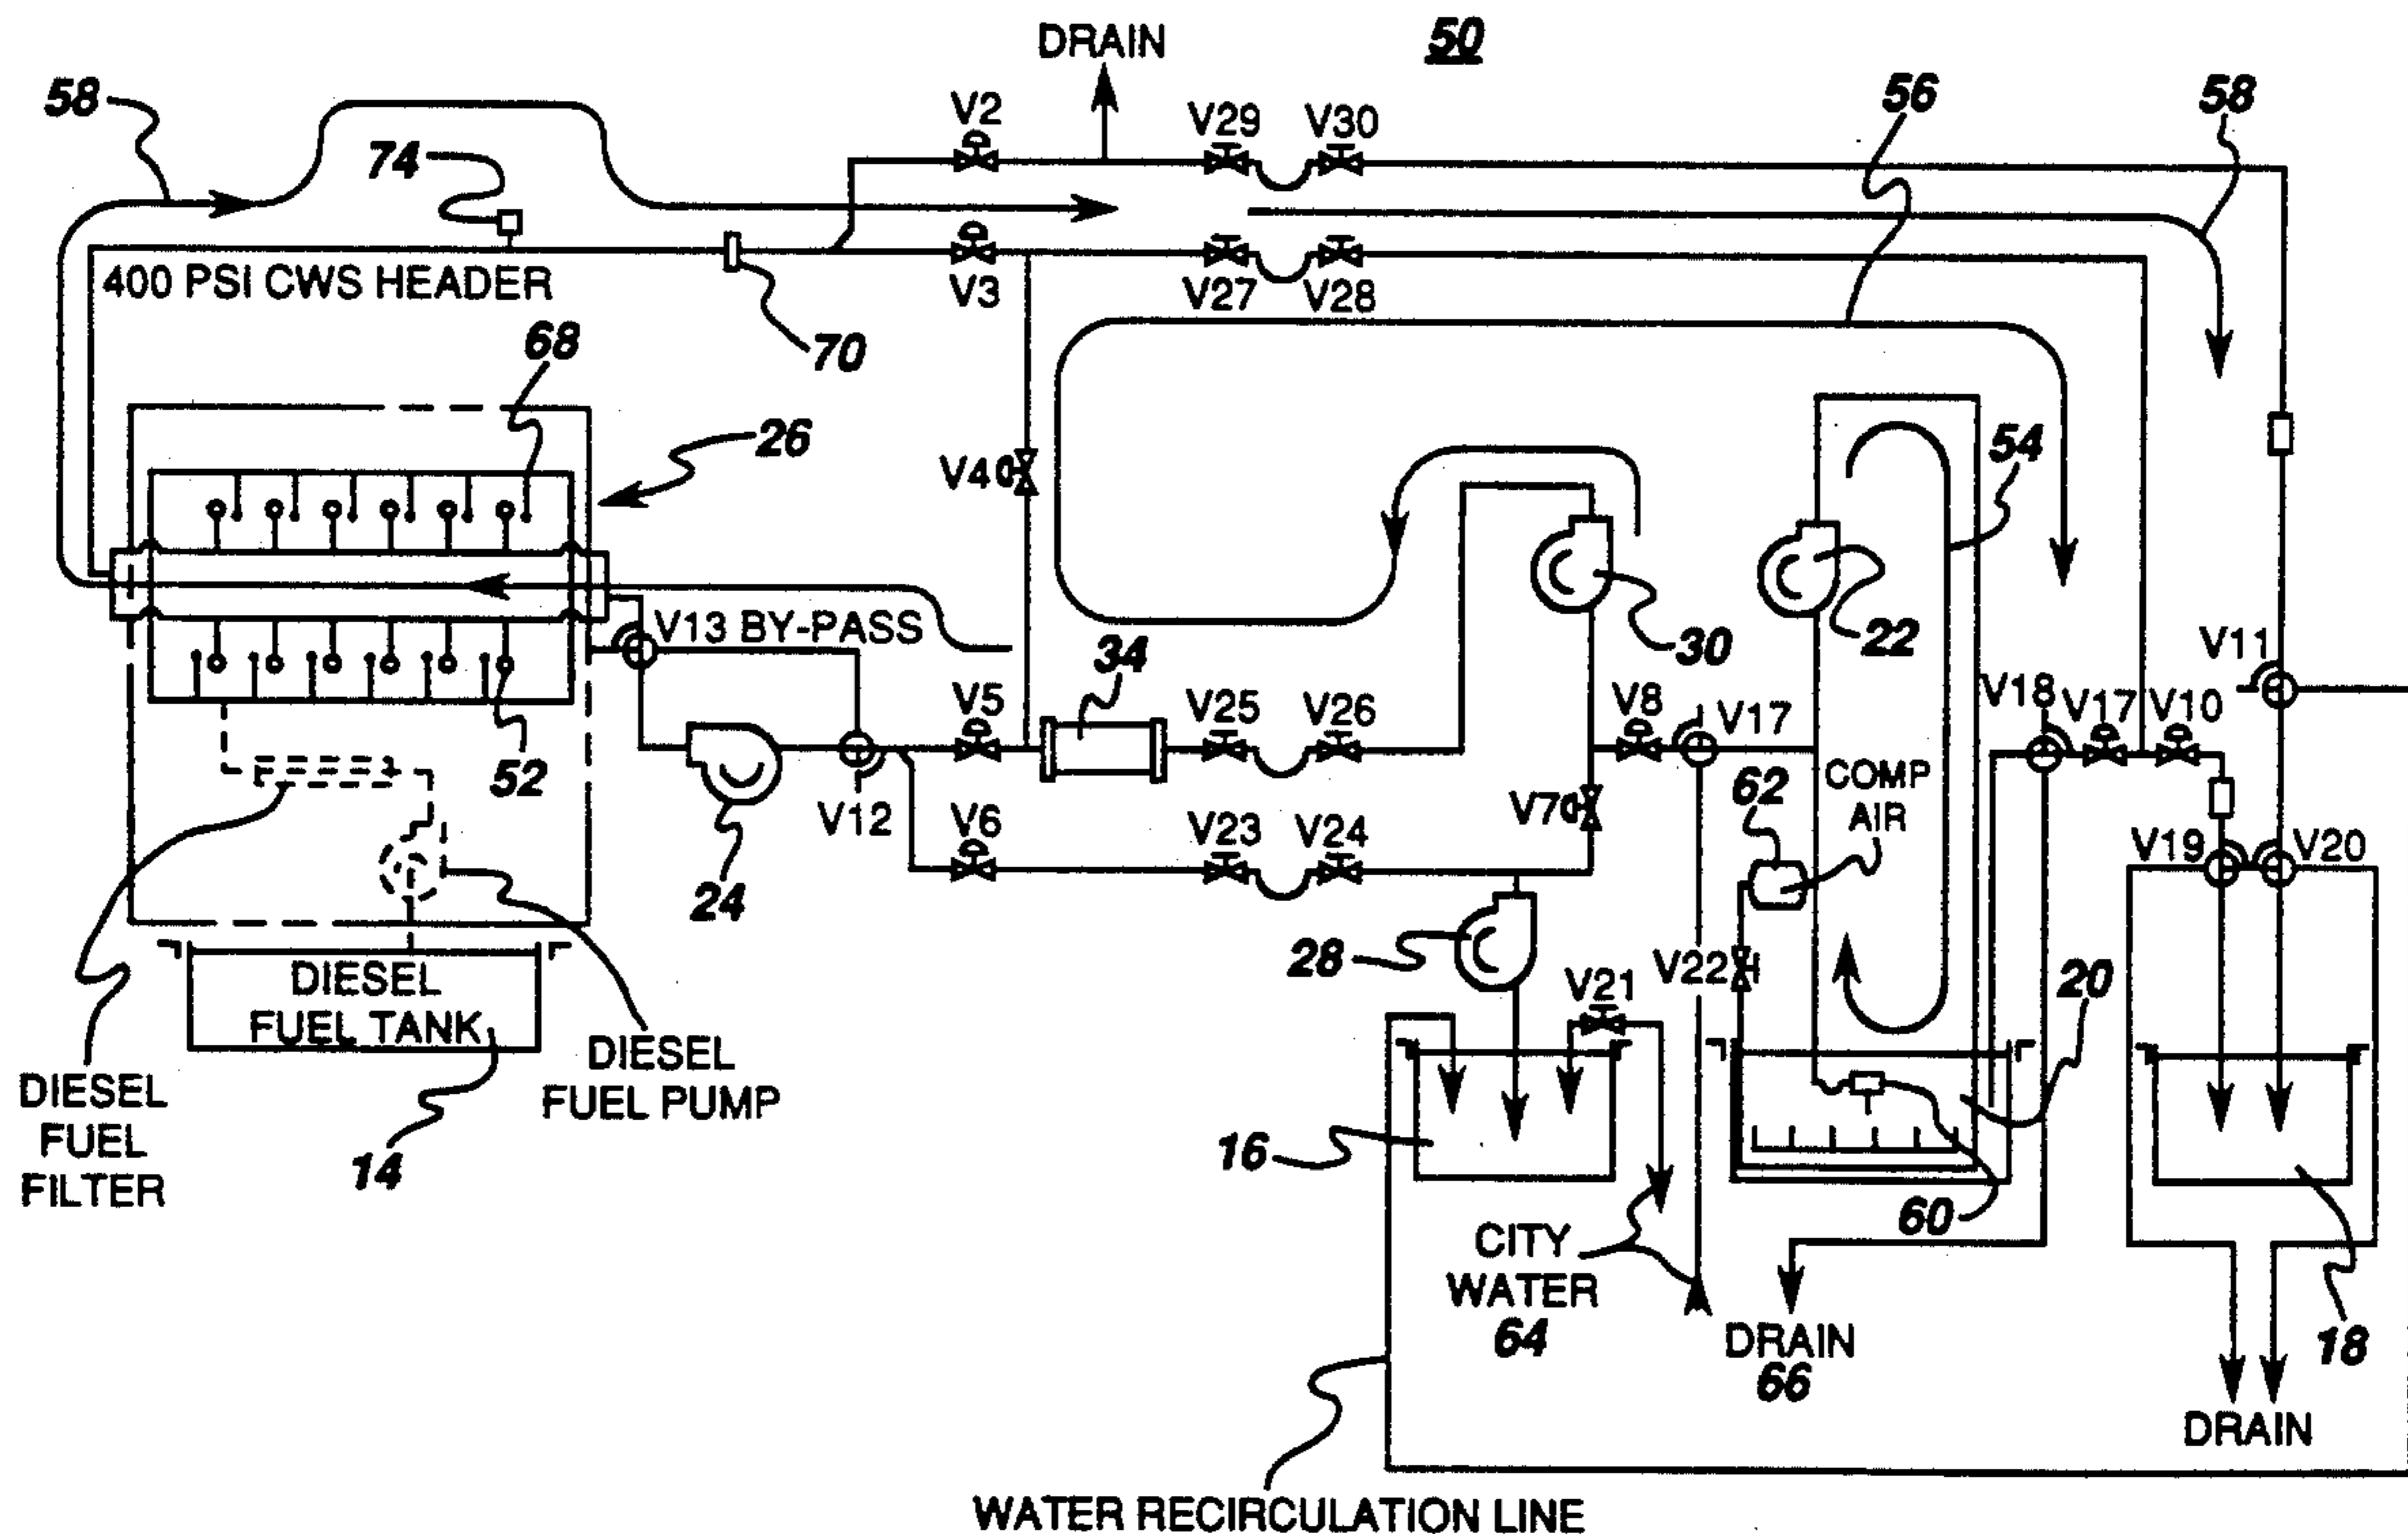 50
DRAIN
58
V2
V29
V30
56
58
74
400 PSI CWS HEADER
V3
V27
V28
70
68
26
V4
54
V13 BY-PASS
30
22
V11
34
V5
V25
V26
V8
V17
V18
V17
V10
52
V12
24
V6
V23
V24
V7
62
COMP
AIR
V19
V20
28
V21
V22
20
DIESEL
FUEL TANK
DIESEL
FUEL PUMP
DIESEL
FUEL
FILTER
14
16
60
CITY
WATER
64
DRAIN
66
18
DRAIN
WATER RECIRCULATION LINE